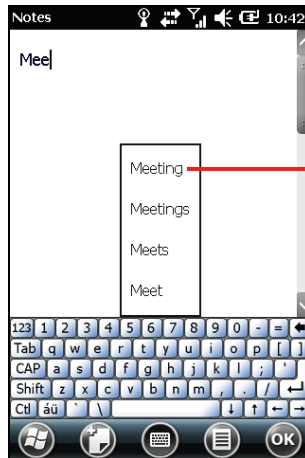 Notes 10:42
Mee
Meeting
Meetings
Meets
Meet
123 1 2 3 4 5 6 7 8 9 0 - =
Tab q w e r t y u i o p [ ]
CAP a s d f g h j k l ; '
Shift z x c v b n m , . /
Ctl áü ` \
OK